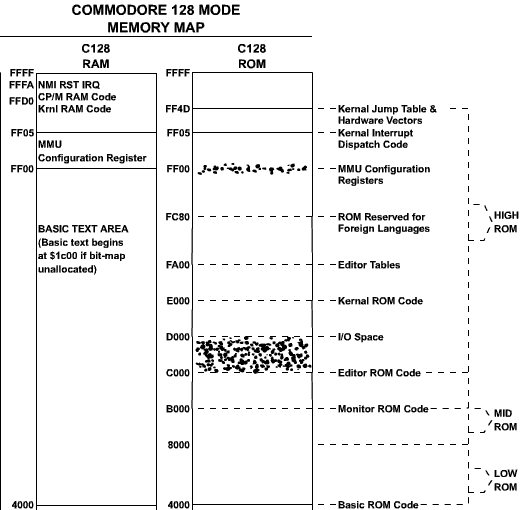 COMMODORE 128 MODE
MEMORY MAP
C128
RAM
C128
ROM
FFFF
FFFA
FFD0
FF05
FF00
4000
NMI RST IRQ
CP/M RAM Code
Krnl RAM Code
MMU
Configuration Register
BASIC TEXT AREA
(Basic text begins
at $1c00 if bit-map
unallocated)
FFFF
FF4D
FF05
FF00
FC80
FA00
E000
D000
C000
B000
8000
4000
Kernal Jump Table &
Hardware Vectors
Kernal Interrupt
Dispatch Code
MMU Configuration
Registers
ROM Reserved for
Foreign Languages
Editor Tables
Kernal ROM Code
I/O Space
Editor ROM Code
Monitor ROM Code
Basic ROM Code
HIGH
ROM
MID
ROM
LOW
ROM